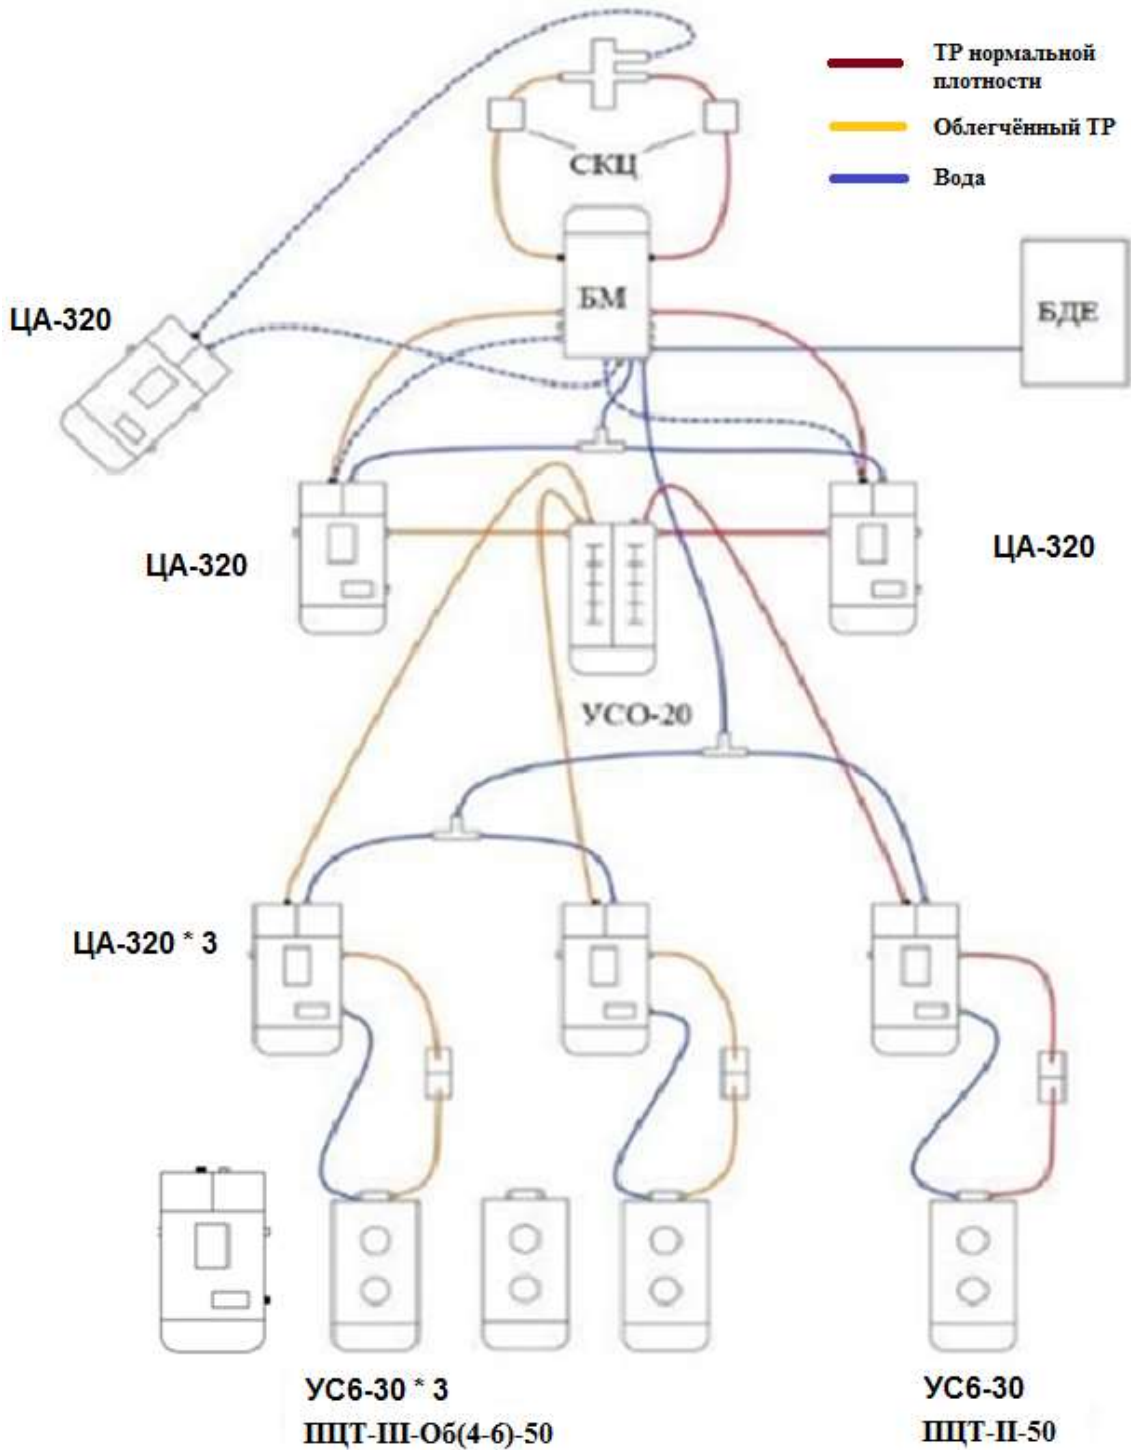 ТР нормальной
плотности
Облегчённый ТР
Вода
СКЦ
БМ
БДЕ
ЦА-320
ЦА-320
ЦА-320
УСО-20
ЦА-320 * 3
УС6-30 * 3
ПЦТ-III-Об(4-6)-50
УС6-30
ПЦТ-II-50